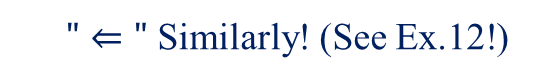 " ⇐ " Similarly! (See Ex.12!)